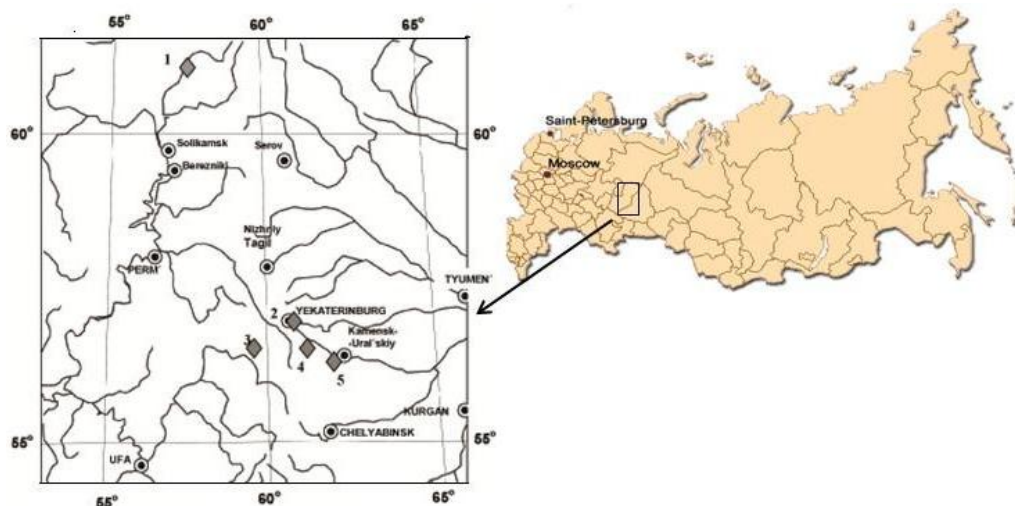 55°
60°
65°
1
60°
60°
Solikamsk
Berezniki
Serov
Nizhniy
Tagil
PERM'
TYUMEN'
2
YEKATERINBURG
Kamensk-
-Ural'skiy
3
4
5
KURGAN
CHELYABINSK
55°
55°
UFA
55°
60°
65°
Saint-Petersburg
Moscow